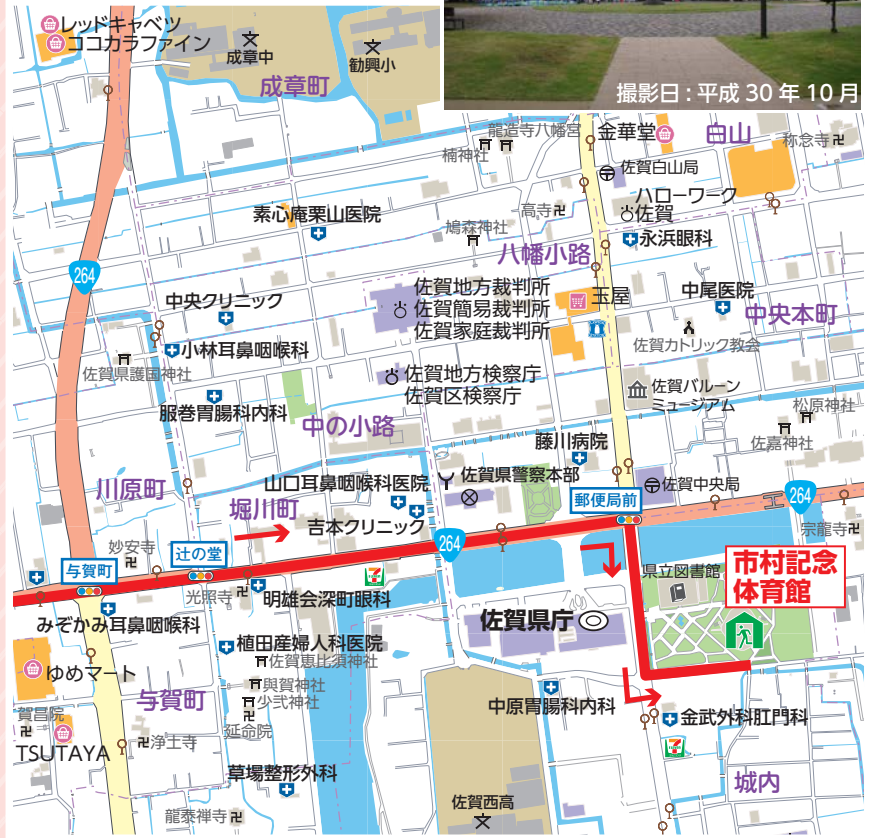 レッドキャベツ
ココカラファイン
成章中
勧興小
成章町
撮影日：平成 30 年 10 月
龍造寺八幡宮
楠神社
金華堂
白山
称念寺
佐賀白山局
ハローワーク
佐賀
高寺
素心庵栗山医院
鳩森神社
八幡小路
永浜眼科
264
中央クリニック
佐賀地方裁判所
佐賀簡易裁判所
佐賀家庭裁判所
玉屋
中尾医院
中央本町
小林耳鼻咽喉科
佐賀県護国神社
佐賀カトリック教会
佐賀地方検察庁
佐賀区検察庁
佐賀バルーン
ミュージアム
服巻胃腸科内科
中の小路
松原神社
佐嘉神社
藤川病院
川原町
山口耳鼻咽喉科医院
佐賀県警察本部
佐賀中央局
堀川町
郵便局前
264
吉本クリニック
264
宗龍寺
妙安寺
辻の堂
与賀町
光照寺
明雄会深町眼科
県立図書館
市村記念
体育館
みぞかみ耳鼻咽喉科
佐賀県庁
植田産婦人科医院
佐賀恵比須神社
ゆめマート
与賀町
與賀神社
少弐神社
延命院
中原胃腸科内科
金武外科肛門科
賀昌院
TSUTAYA
浄土寺
草場整形外科
城内
龍泰禅寺
佐賀西高